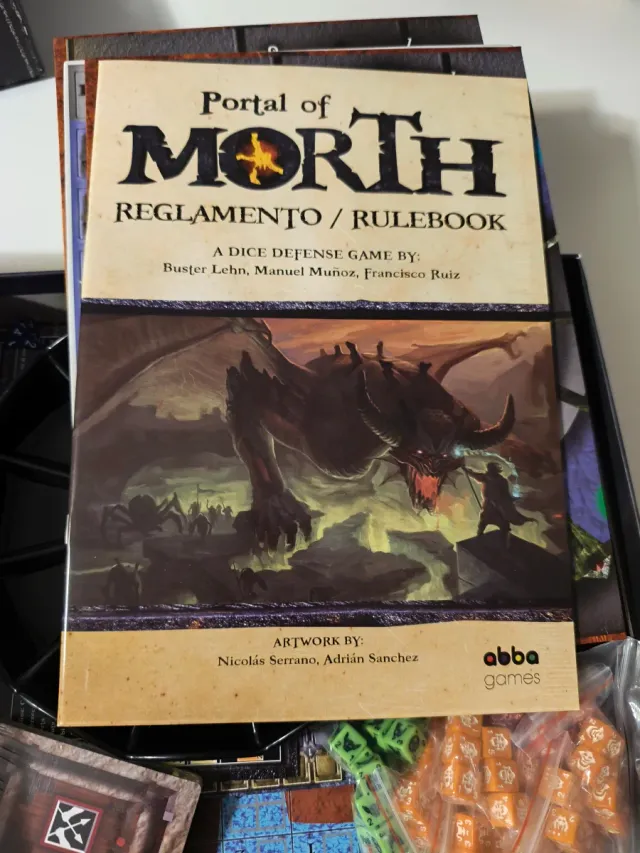 Portal of
MORTH
REGLAMENTO / RULEBOOK
A DICE DEFENSE GAME BY:
Buster Lehn, Manuel Muñoz, Francisco Ruiz
ARTWORK BY:
Nicolás Serrano, Adrián Sanchez
abba
games